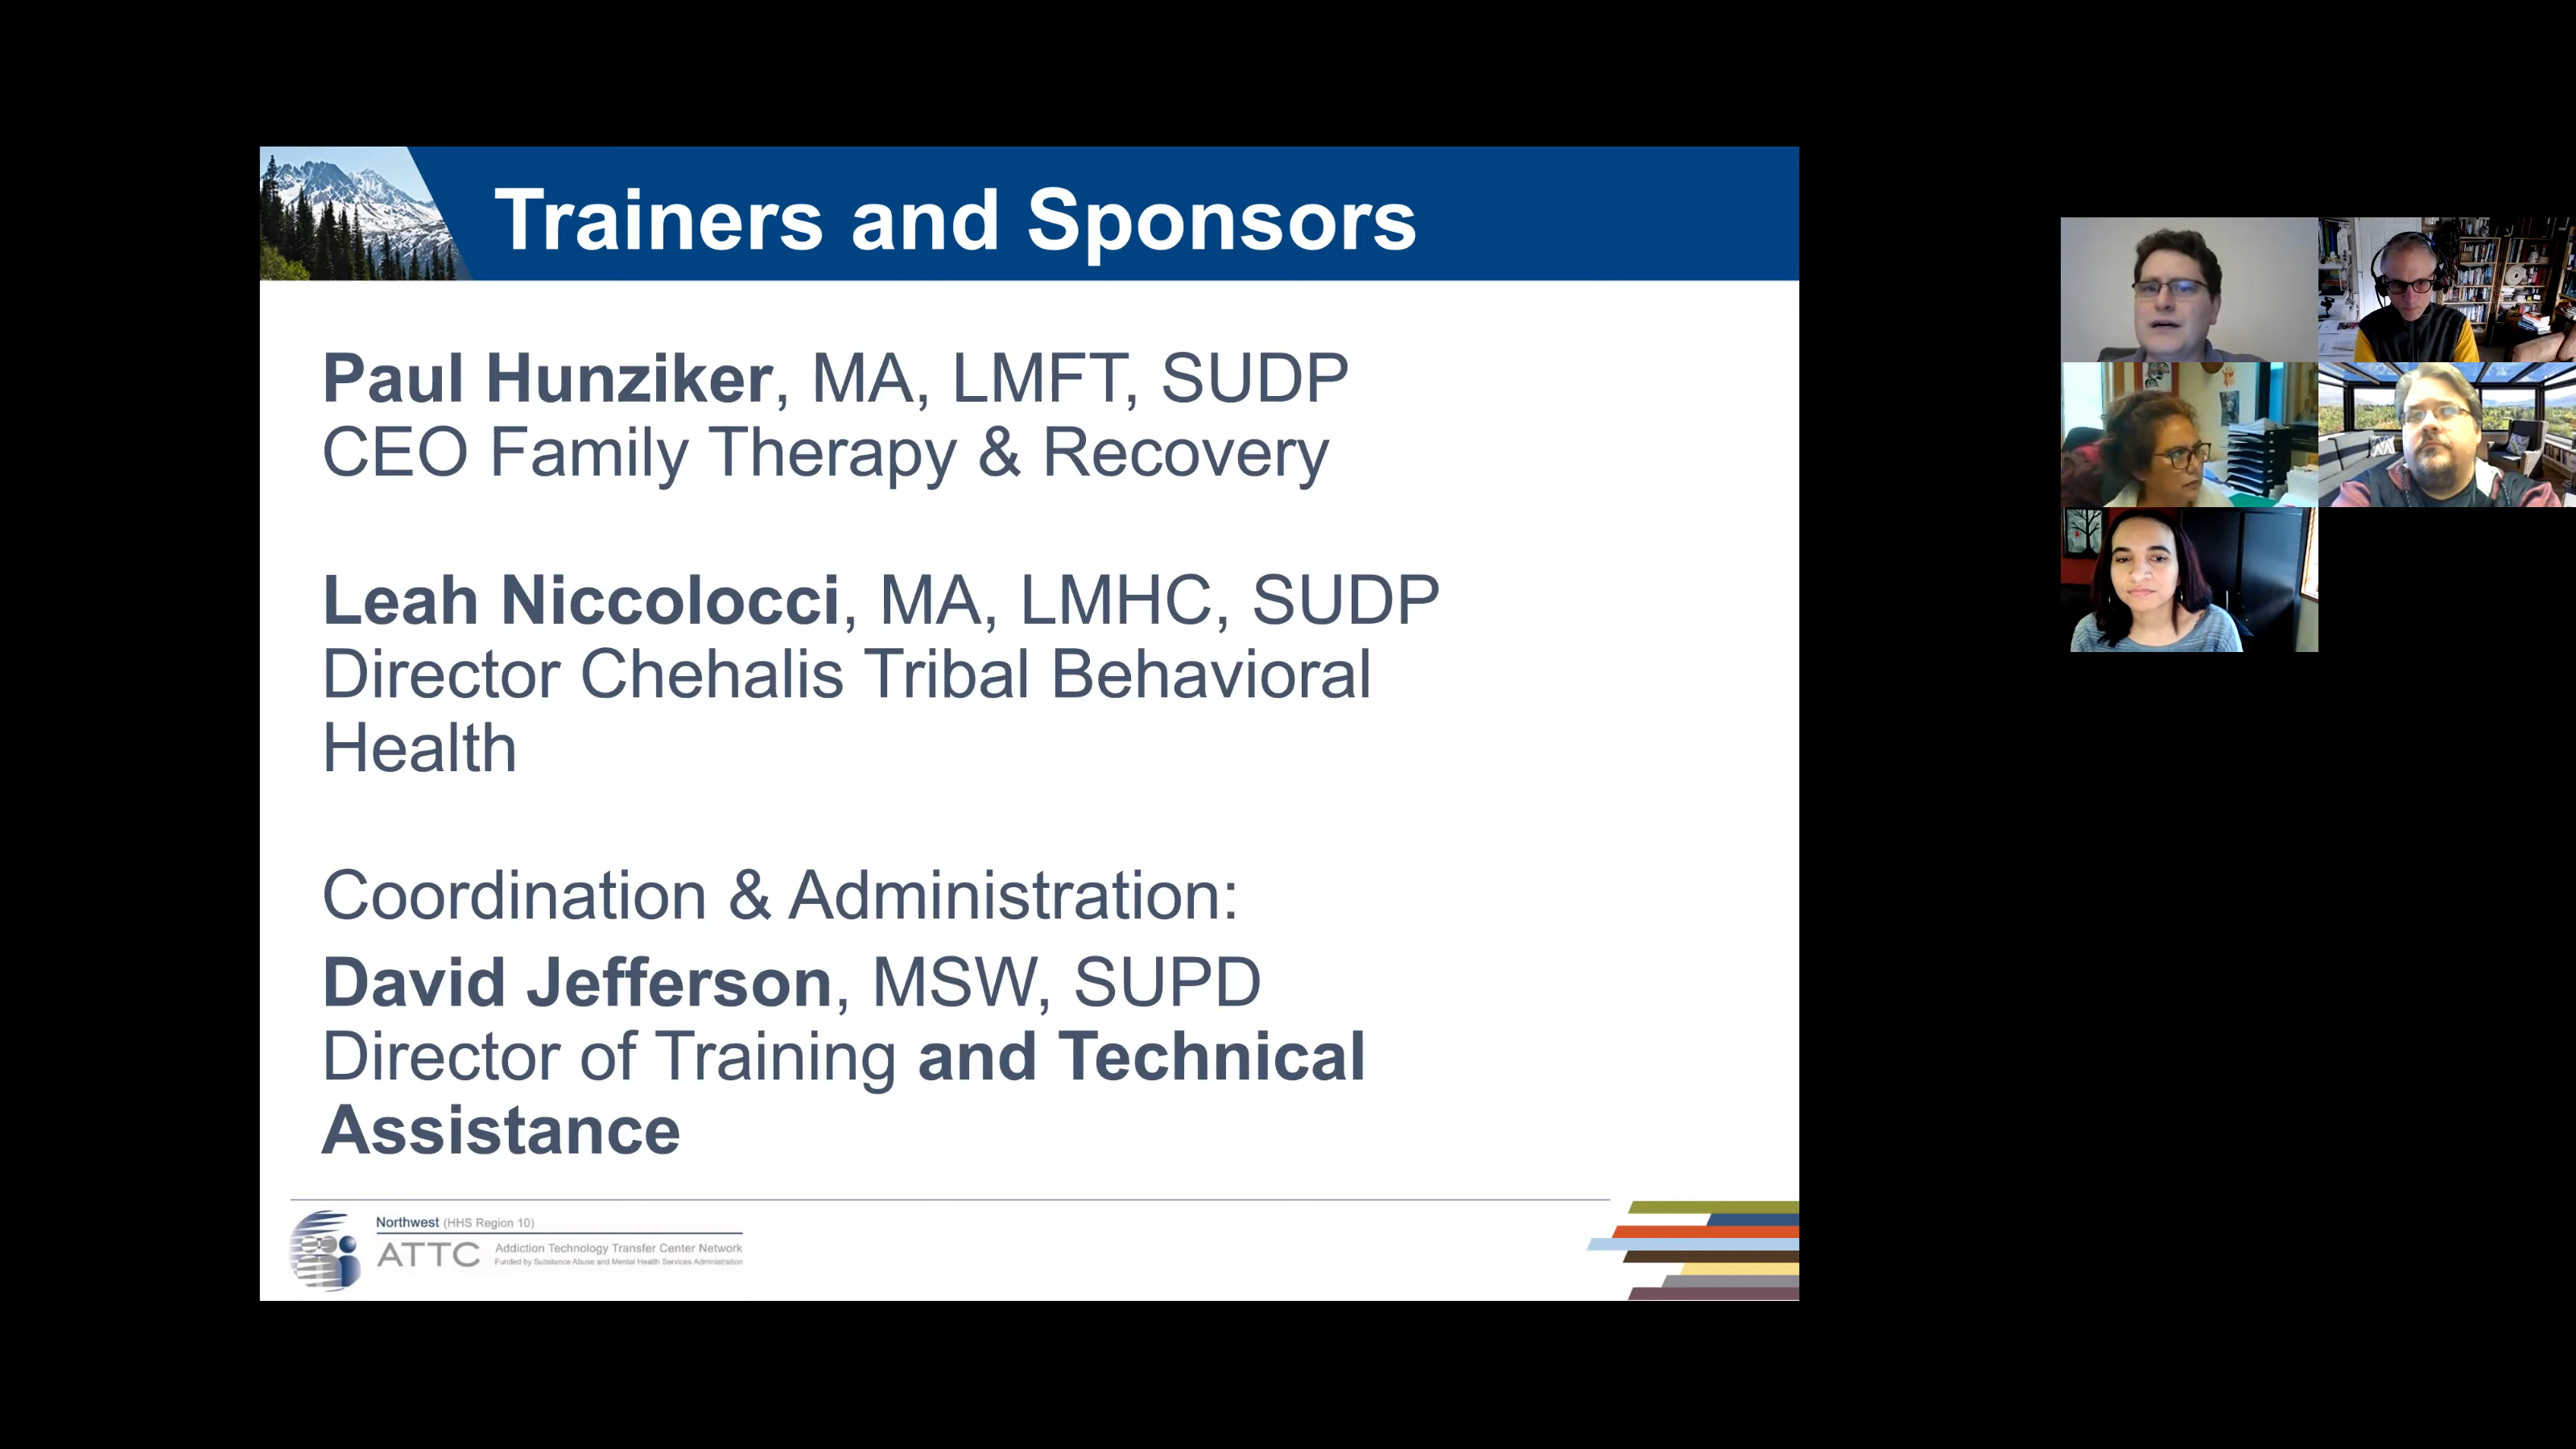 Trainers and Sponsors
Paul Hunziker, MA, LMFT, SUDP
CEO Family Therapy & Recovery
Leah Niccolocci, MA, LMHC, SUDP
Director Chehalis Tribal Behavioral
Health
Coordination & Administration:
David Jefferson, MSW, SUPD
Director of Training and Technical
Assistance
Northwest (HHS Region 10)
ATTC
Addiction Technology Transfer Center Network
Funded by Substance Abuse and Mental Health Services Administration